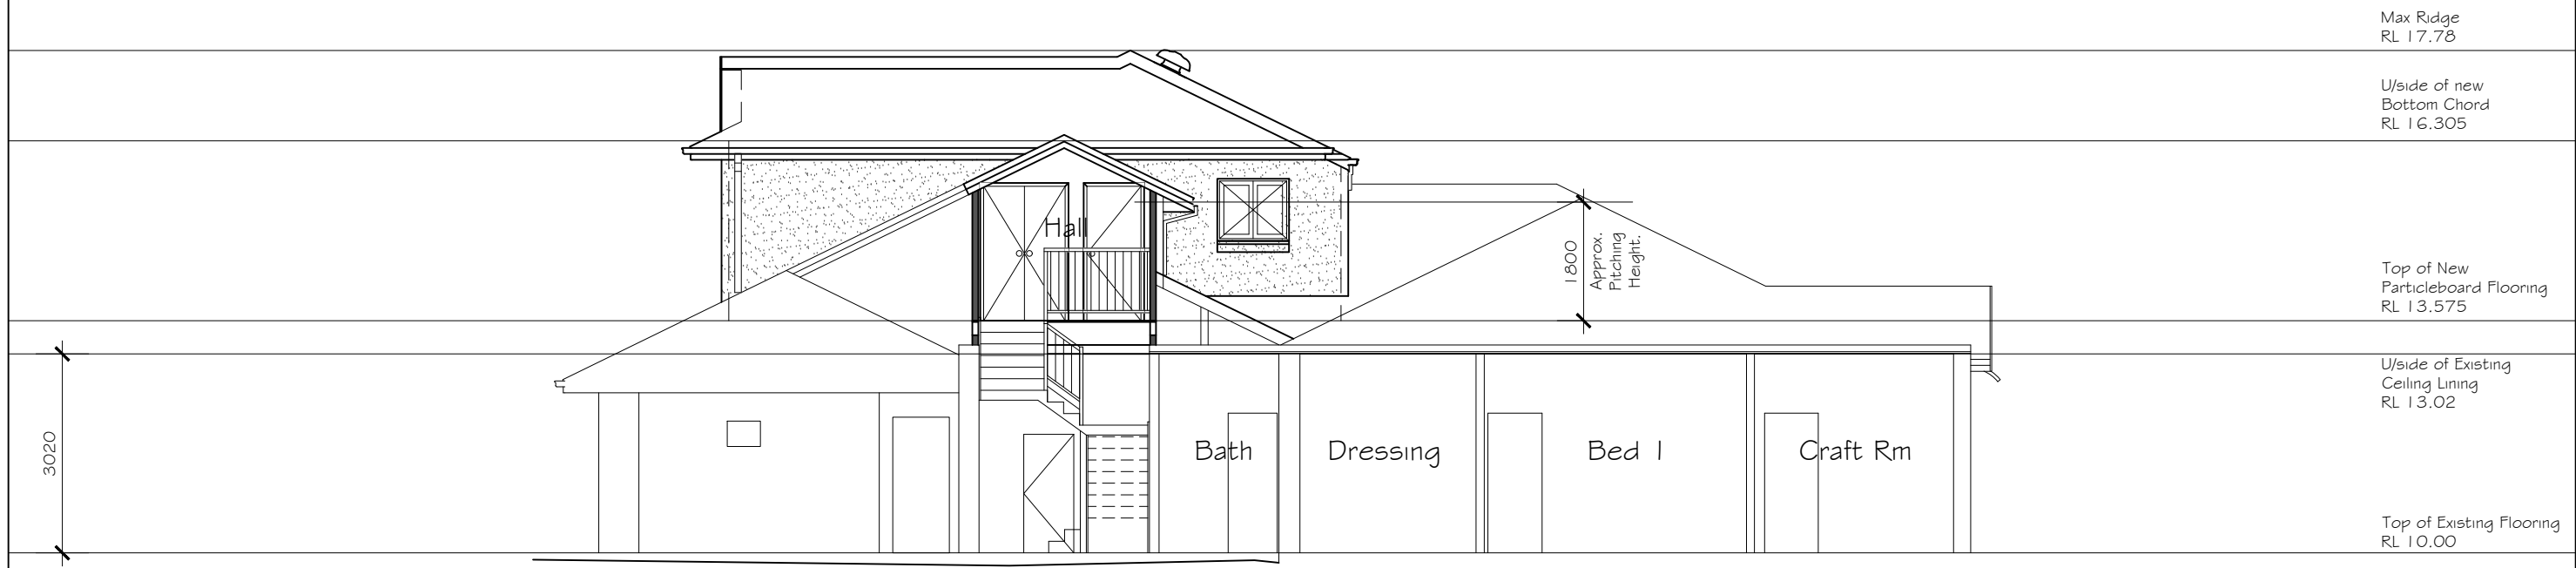 Max Ridge
RL 17.78
U/side of new
Bottom Chord
RL 16.305
Hall
1800
Approx.
Pitching
Height.
Top of New
Particleboard Flooring
RL 13.575
U/side of Existing
Ceiling Lining
RL 13.02
3020
Bath
Dressing
Bed 1
Craft Rm
Top of Existing Flooring
RL 10.00